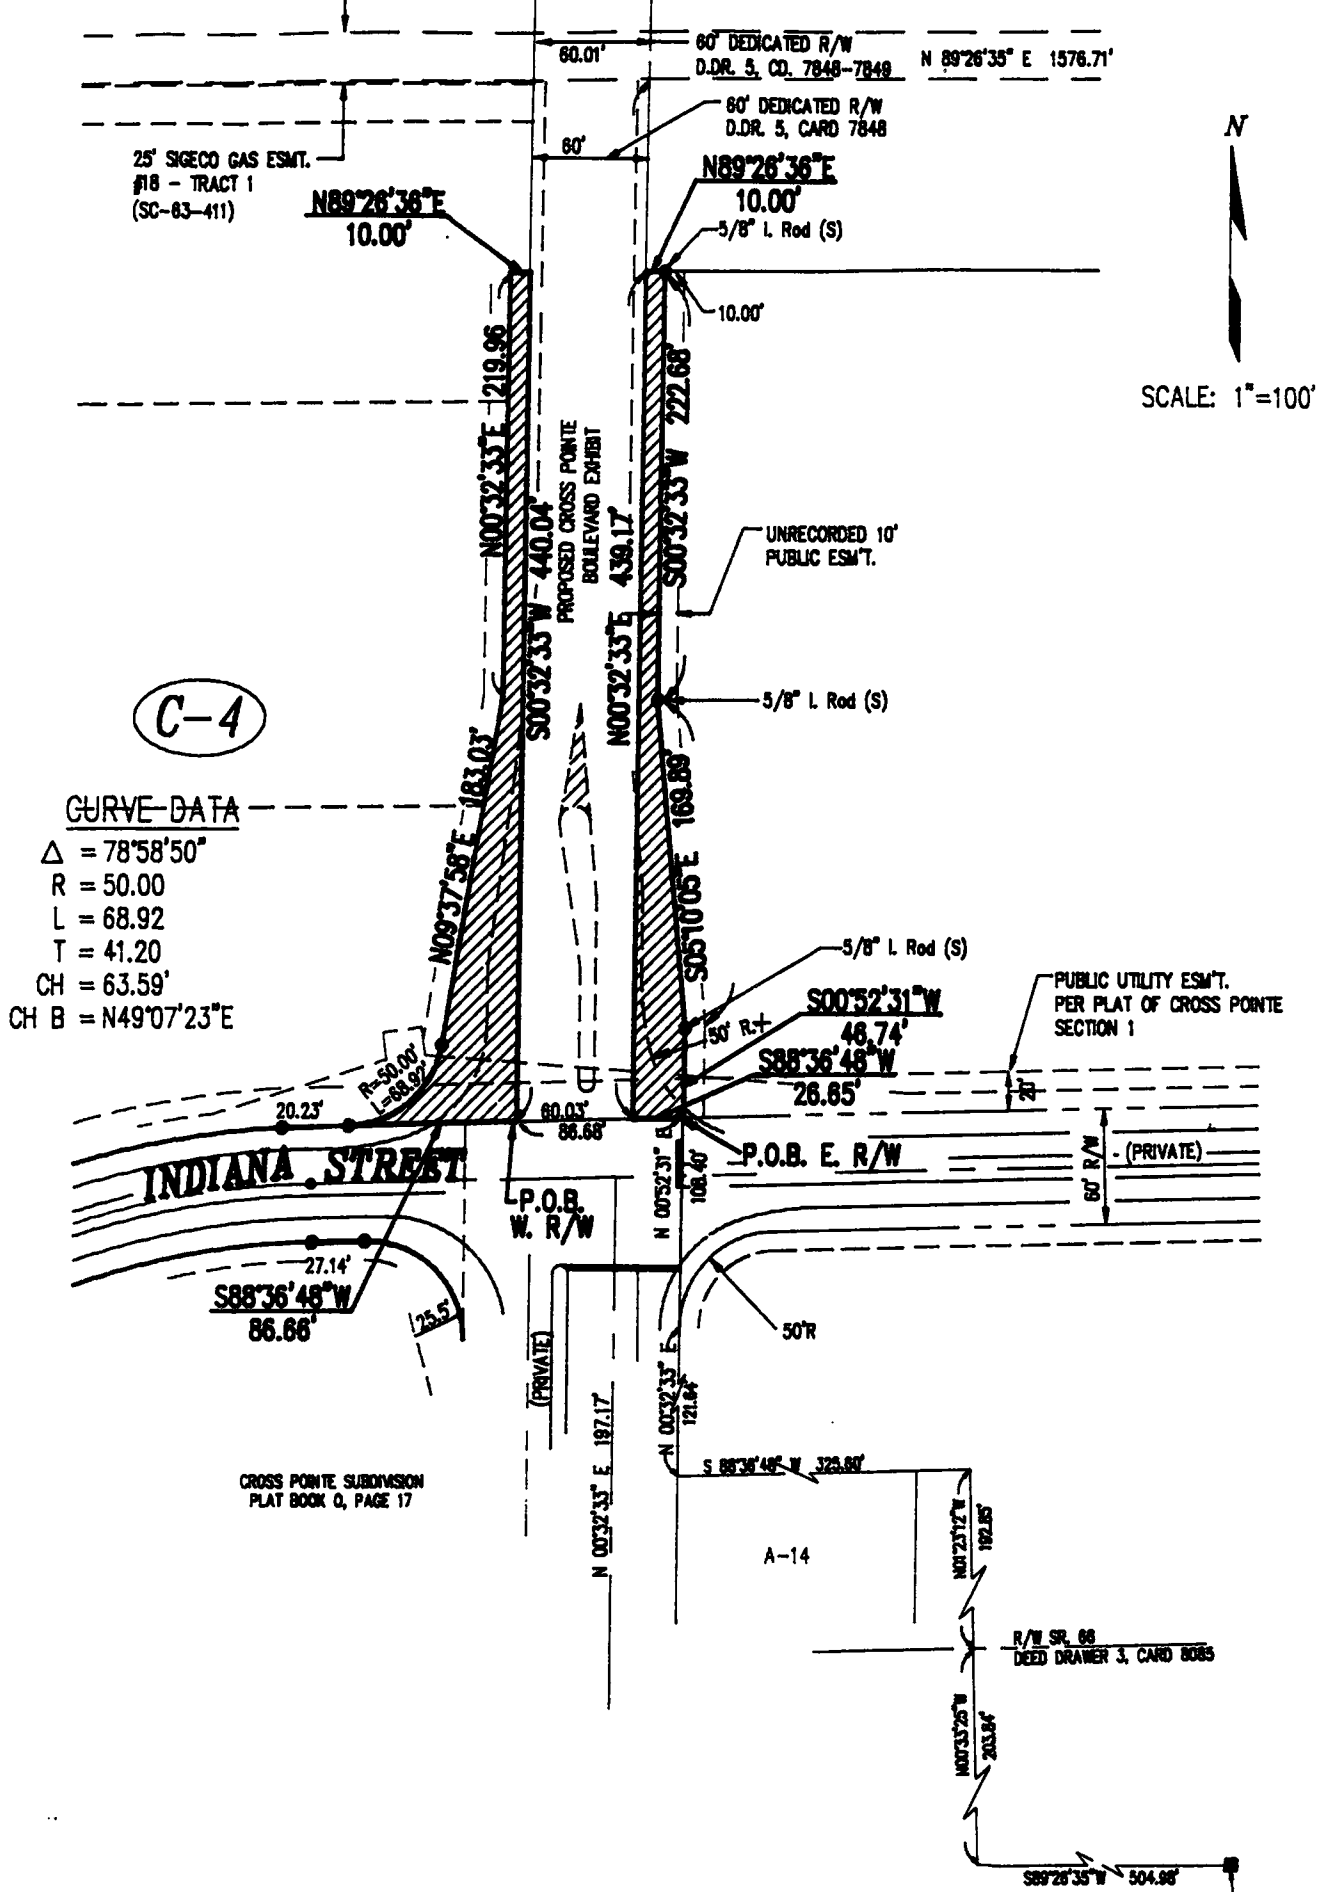 60' DEDICATED R/W
D.DR. 5, CD. 7848-7849
N 89°26'35" E 1576.71'
60.01'
60' DEDICATED R/W
D.DR. 5, CARD 7848
60'
25' SIGECO GAS ESMT.
#18 - TRACT 1
(SC-63-411)
N89°26'36"E
10.00'
N89°26'36"E
10.00'
5/8" I. Rod (S)
10.00'
N
SCALE: 1"=100'
N00°32'33"E 219.96
S00°32'33"W 440.04'
PROPOSED CROSS POINTE
BOULEVARD EXHIBIT
N00°32'33"E 439.17'
S00°32'33"W 222.68'
UNRECORDED 10'
PUBLIC ESM'T.
5/8" I. Rod (S)
C-4
CURVE DATA
Δ = 78°58'50"
R = 50.00
L = 68.92
T = 41.20
CH = 63.59'
CH B = N49°07'23"E
N09°37'58"E 183.03'
S05°10'05"E 169.89'
5/8" I. Rod (S)
PUBLIC UTILITY ESM'T.
PER PLAT OF CROSS POINTE
SECTION 1
50' R.
S00°52'31"W
46.74'
S88°36'48"W
26.65'
R=50.00'
L=68.92'
20'
20.23'
60.03'
86.68'
INDIANA STREET
P.O.B.
W. R/W
P.O.B. E. R/W
N 00°52'31" E
108.40'
60' R/W
(PRIVATE)
27.14'
S88°36'48"W
86.66'
25.5'
50'R
(PRIVATE)
N 00°32'33" E 197.17'
N 00°32'33" E
121.64'
S 88°36'48" W 325.60'
CROSS POINTE SUBDIVISION
PLAT BOOK O, PAGE 17
A-14
N01°23'12"W
192.85'
R/W SR. 66
DEED DRAWER 3, CARD 8085
N00°33'25"W
203.84'
S89°26'35"W 504.98'